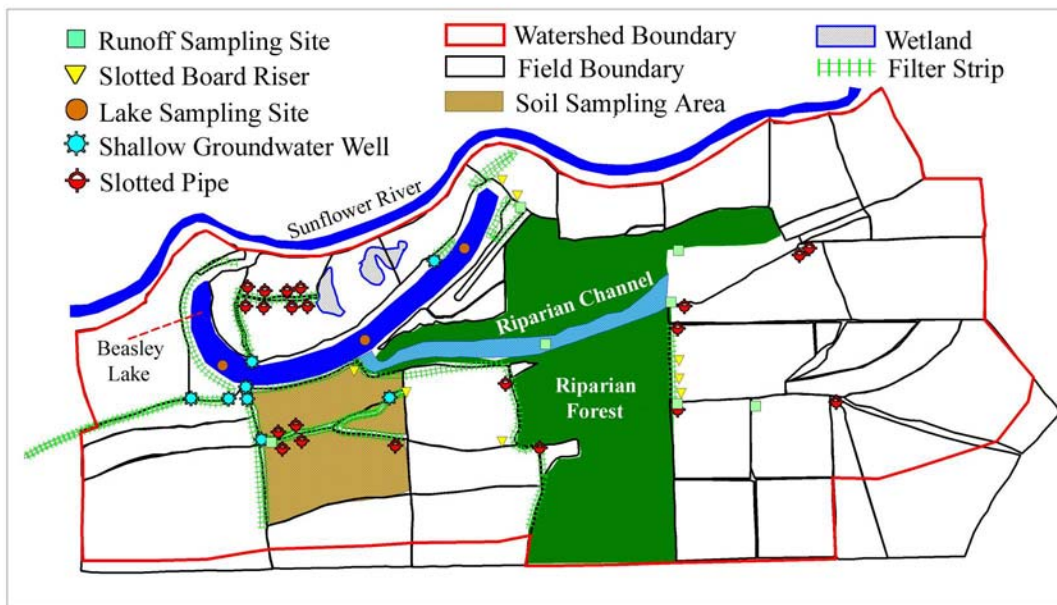 Runoff Sampling Site
Slotted Board Riser
Lake Sampling Site
Shallow Groundwater Well
Slotted Pipe
Watershed Boundary
Field Boundary
Soil Sampling Area
Wetland
Filter Strip
Sunflower River
Beasley
Lake
Riparian Channel
Riparian
Forest